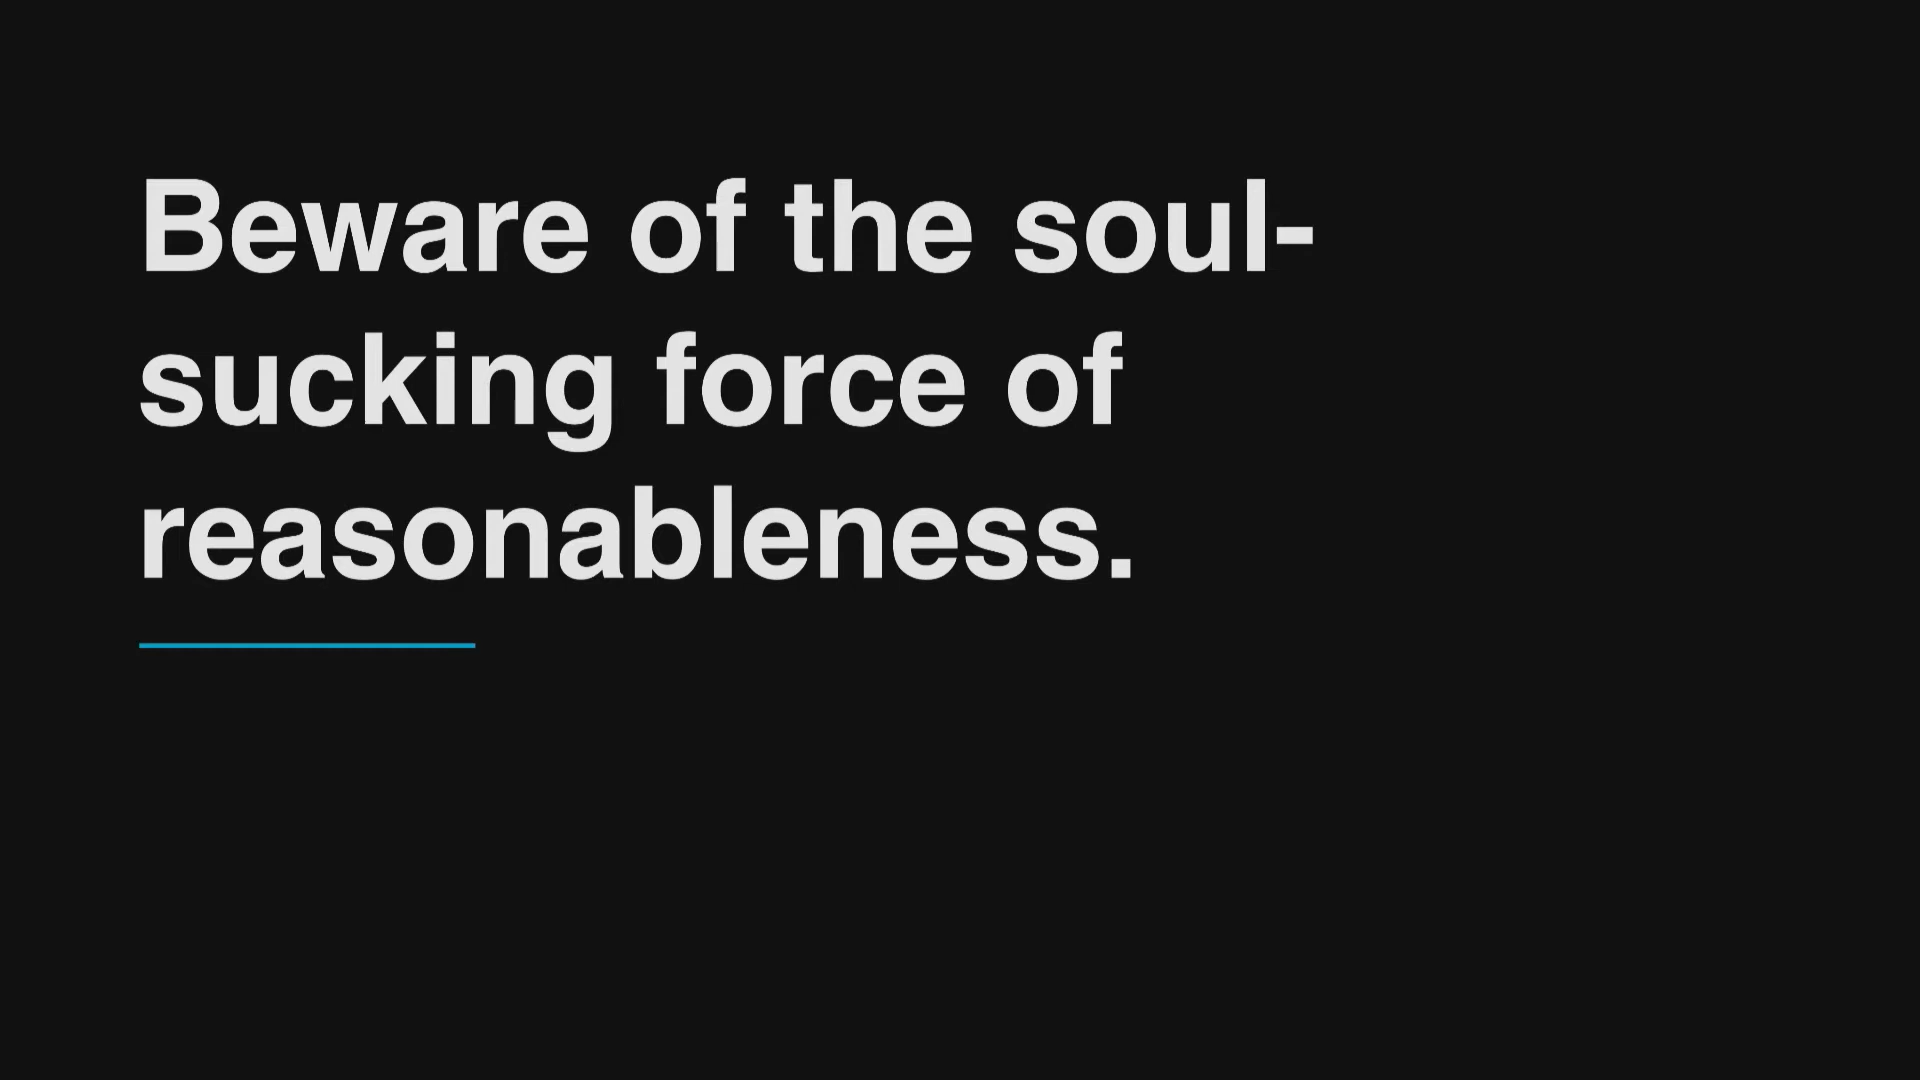 Beware of the soul-
sucking force of
reasonableness.